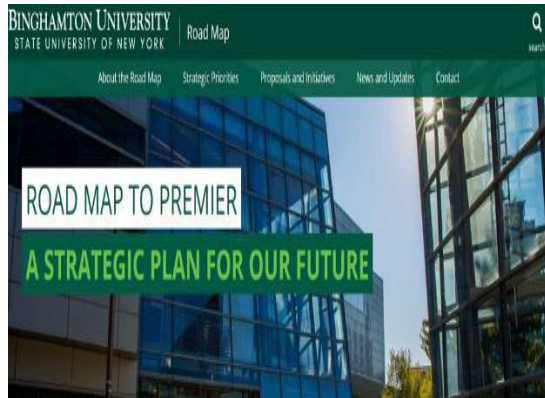 BINGHAMTON UNIVERSITY
STATE UNIVERSITY OF NEW YORK
Road Map
search
About the Road Map Strategic Priorities Proposals and Initiatives News and Updates Contact
ROAD MAP TO PREMIER
A STRATEGIC PLAN FOR OUR FUTURE